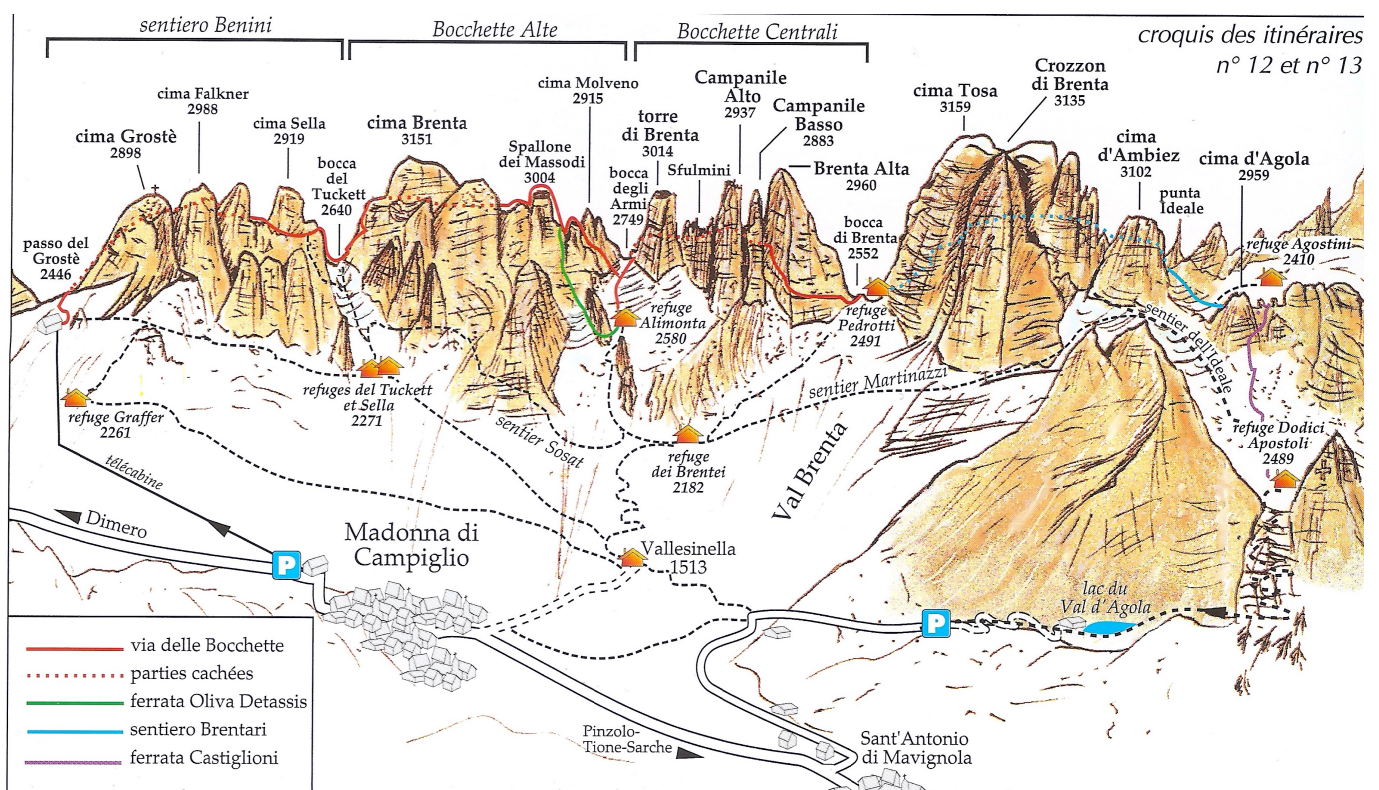 sentiero Benini
Bocchette Alte
Bocchette Centrali
croquis des itinéraires
n° 12 et n° 13
cima Grostè
2898
cima Falkner
2988
cima Sella
2919
bocca
del
Tuckett
2640
cima Brenta
3151
Spallone
dei Massodi
3004
cima Molveno
2915
bocca
degli
Armi
2749
torre
di Brenta
3014
Sfulmini
Campanile
Alto
2937
Campanile
Basso
2883
Brenta Alta
2960
bocca
di Brenta
2552
cima Tosa
3159
Crozzon
di Brenta
3135
cima
d'Ambiez
3102
punta
Ideale
cima d'Agola
2959
refuge Agostini
2410
passo del
Grostè
2446
refuge
Alimonta
2580
refuge
Pedrotti
2491
sentier dell'ideale
refuge Graffer
2261
refuges del Tuckett
et Sella
2271
sentier Sosat
refuge
dei Brentei
2182
sentier Martinazzi
Val Brenta
refuge Dodici
Apostoli
2489
télécabine
Dimero
P
Madonna di
Campiglio
Vallesinella
1513
lac du
Val d'Agola
P
via delle Bocchette
parties cachées
ferrata Oliva Detassis
sentiero Brentari
ferrata Castiglioni
Pinzolo-
Tione-Sarche
Sant'Antonio
di Mavignola